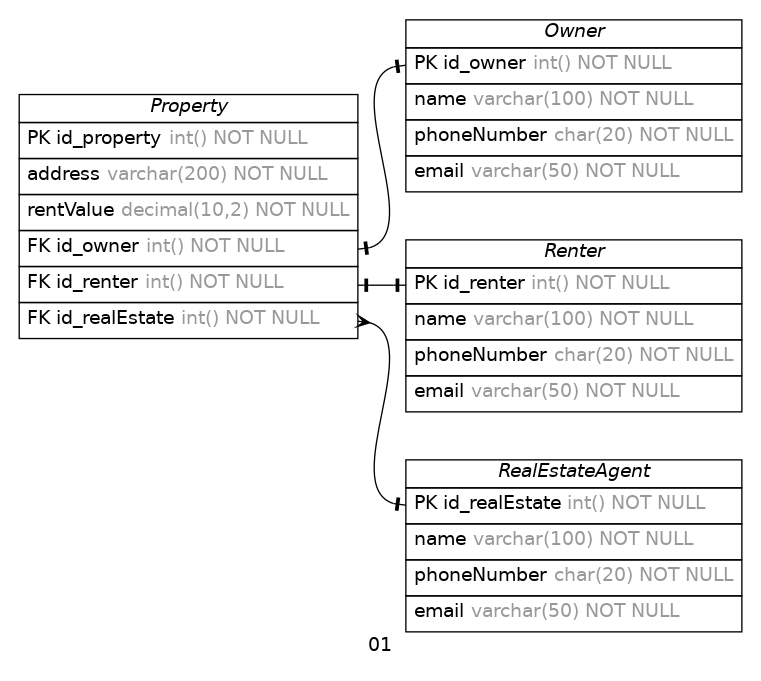 Property
PK id_property int() NOT NULL
address varchar(200) NOT NULL
rentValue decimal(10,2) NOT NULL
FK id_owner int() NOT NULL
FK id_renter int() NOT NULL
FK id_realEstate int() NOT NULL
Owner
PK id_owner int() NOT NULL
name varchar(100) NOT NULL
phoneNumber char(20) NOT NULL
email varchar(50) NOT NULL
Renter
PK id_renter int() NOT NULL
name varchar(100) NOT NULL
phoneNumber char(20) NOT NULL
email varchar(50) NOT NULL
RealEstateAgent
PK id_realEstate int() NOT NULL
name varchar(100) NOT NULL
phoneNumber char(20) NOT NULL
email varchar(50) NOT NULL
01